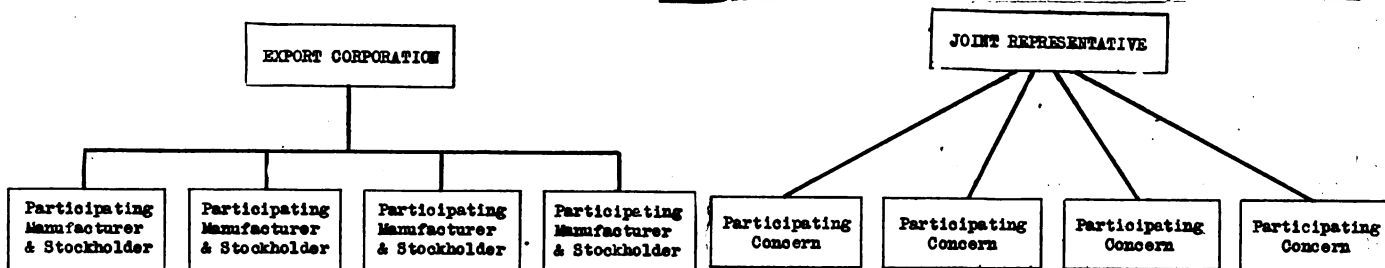 EXPORT CORPORATION
Participating
Manufacturer
& Stockholder
Participating
Manufacturer
& Stockholder
Participating
Manufacturer
& Stockholder
Participating
Manufacturer
& Stockholder
JOINT REPRESENTATIVE
Participating
Concern
Participating
Concern
Participating
Concern
Participating
Concern